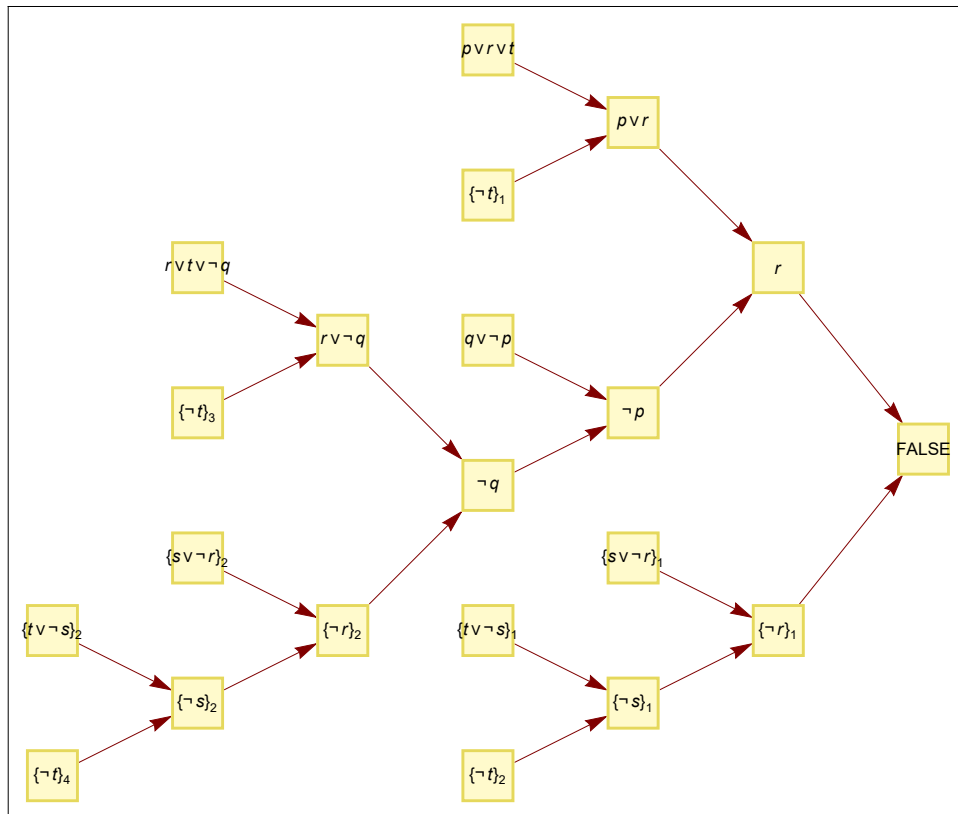 p∨r∨t
p∨r
{¬t}₁
r∨t∨¬q
r
r∨¬q
q∨¬p
{¬t}₃
¬p
FALSE
¬q
{s∨¬r}₂
{s∨¬r}₁
{t∨¬s}₂
{¬r}₂
{t∨¬s}₁
{¬r}₁
{¬s}₂
{¬s}₁
{¬t}₄
{¬t}₂